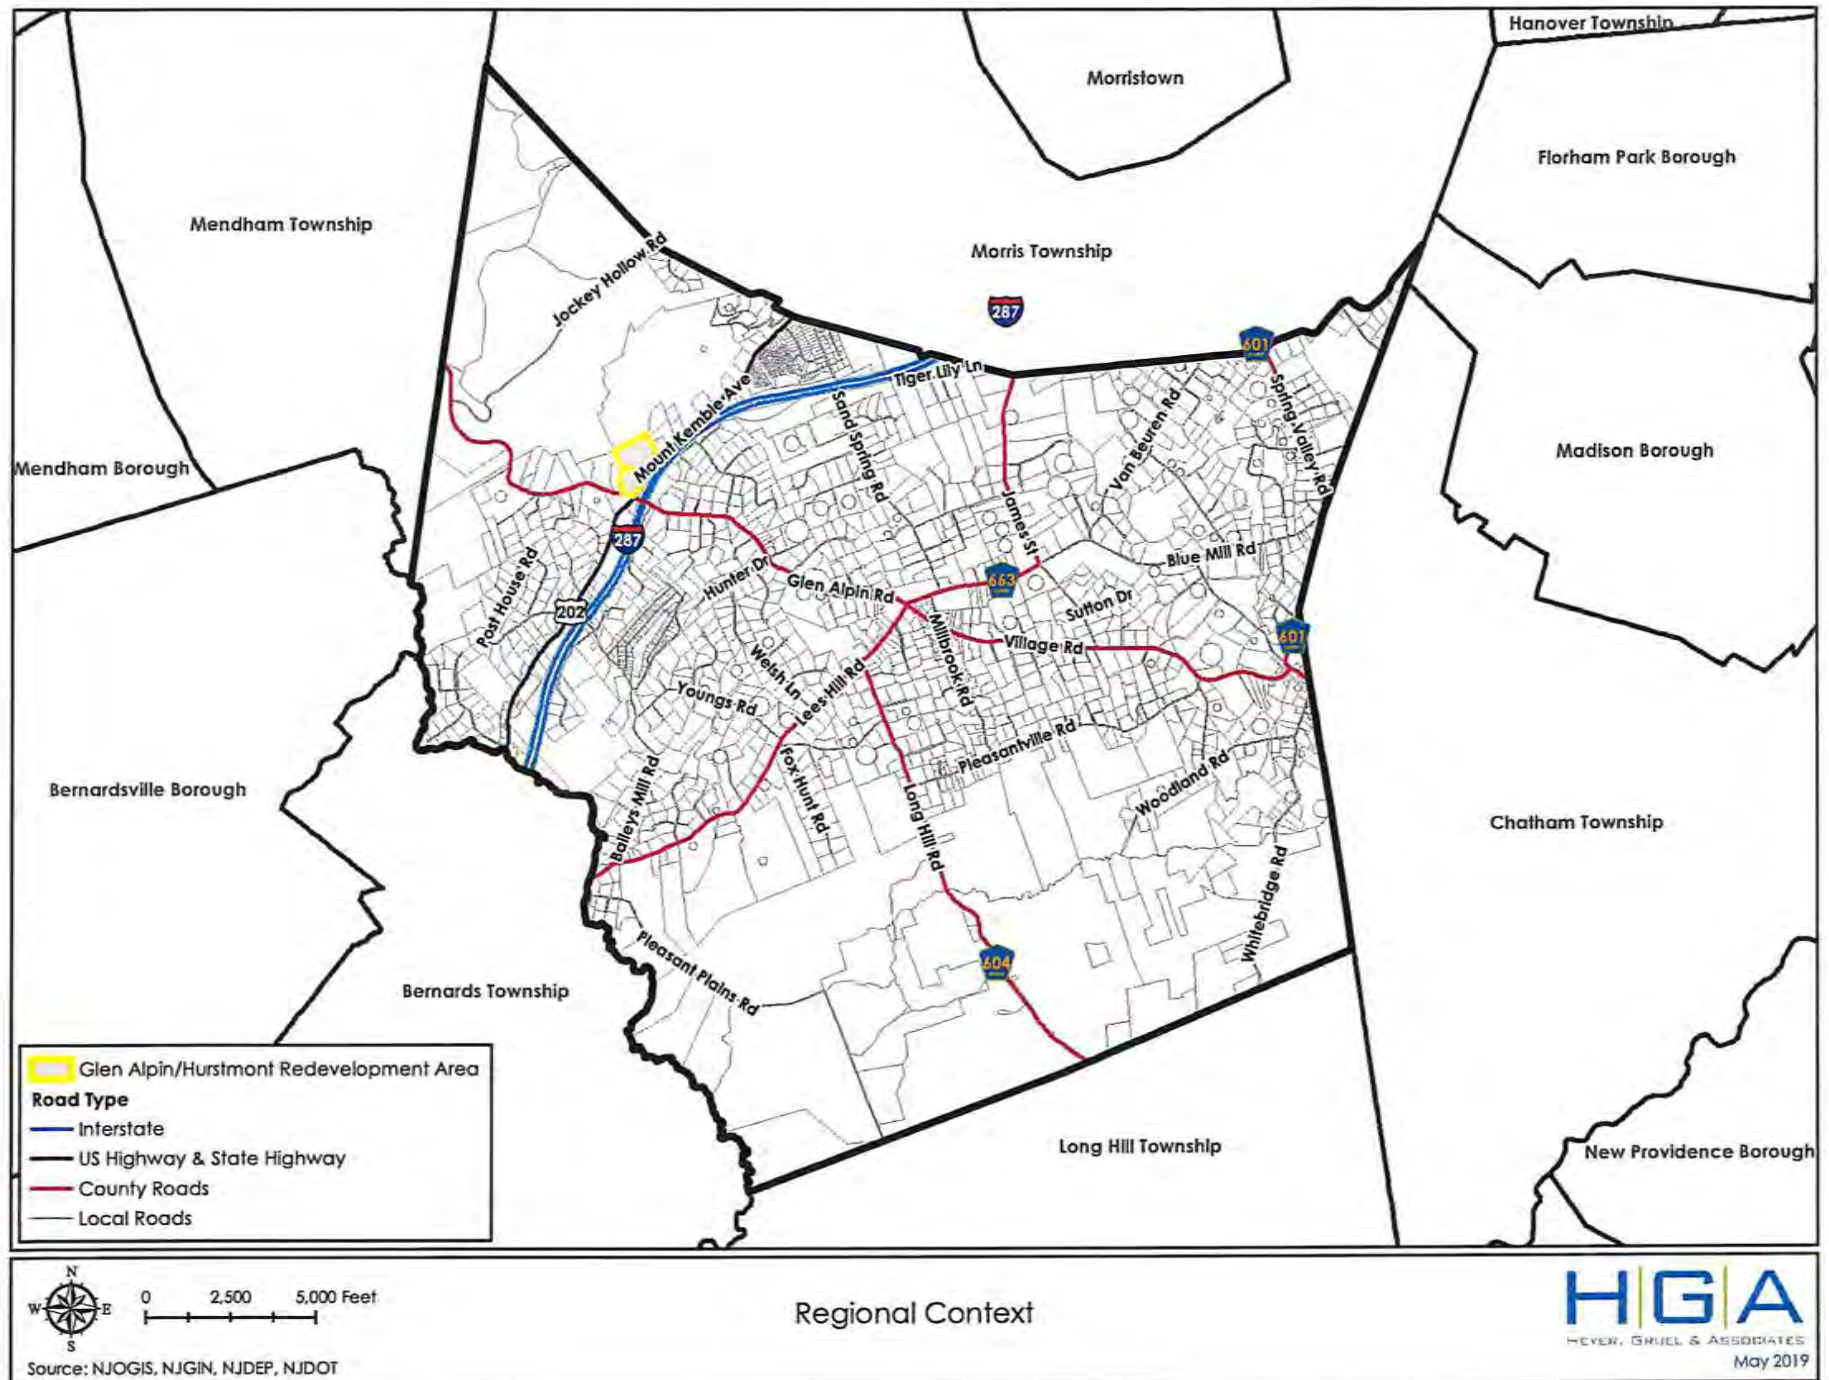 Hanover Township
Morristown
Florham Park Borough
Mendham Township
Morris Township
Jockey Hollow Rd
287
601
Tiger Lily Ln
Mount Kemble Ave
Sand Spring Rd
Van Beuren Rd
Spring Valley Rd
Madison Borough
Mendham Borough
James St
287
Blue Mill Rd
Post House Rd
Hunter Dr
Glen Alpin Rd
663
Sutton Dr
202
601
Millbrook Rd
Village Rd
Welsh Ln
Lees Hill Rd
Youngs Rd
Pleasantville Rd
Bernardsville Borough
Baileys Mill Rd
Fox Hunt Rd
Long Hill Rd
Woodland Rd
Chatham Township
Whitebridge Rd
Pleasant Plains Rd
604
Bernards Township
Long Hill Township
New Providence Borough
Glen Alpin/Hurstmont Redevelopment Area
Road Type
Interstate
US Highway & State Highway
County Roads
Local Roads
N
W E
S
0 2,500 5,000 Feet
Source: NJOGIS, NJGIN, NJDEP, NJDOT
Regional Context
H|G|A
HEYER, GRUEL & ASSOCIATES
May 2019